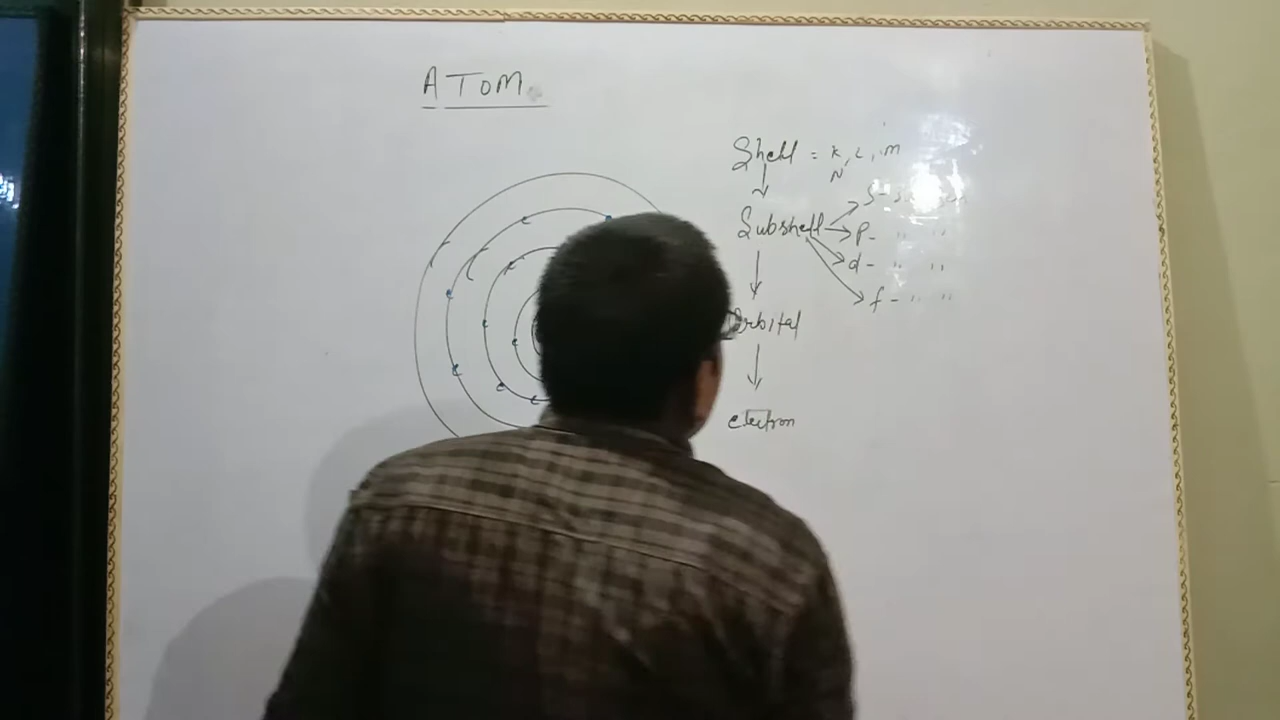 ATOM
Shell = K, L, M
N
Subshell
S-
p- " "
d- " "
f- " "
Orbital
electron